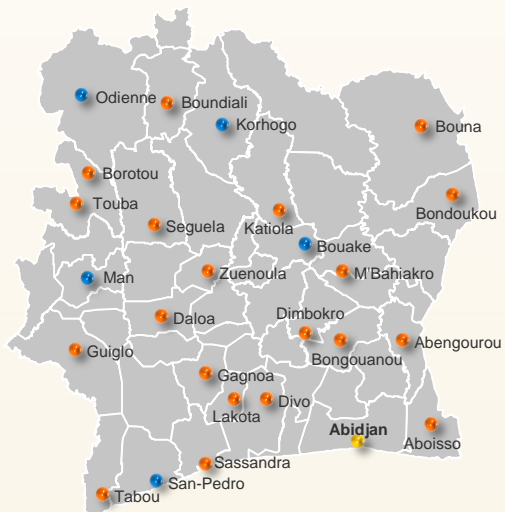 Odienne
Boundiali
Korhogo
Bouna
Borotou
Touba
Bondoukou
Seguela
Katiola
Bouake
Man
Zuenoula
M'Bahiakro
Daloa
Dimbokro
Guiglo
Bongouanou
Abengourou
Gagnoa
Lakota
Divo
Abidjan
Aboisso
Sassandra
San-Pedro
Tabou